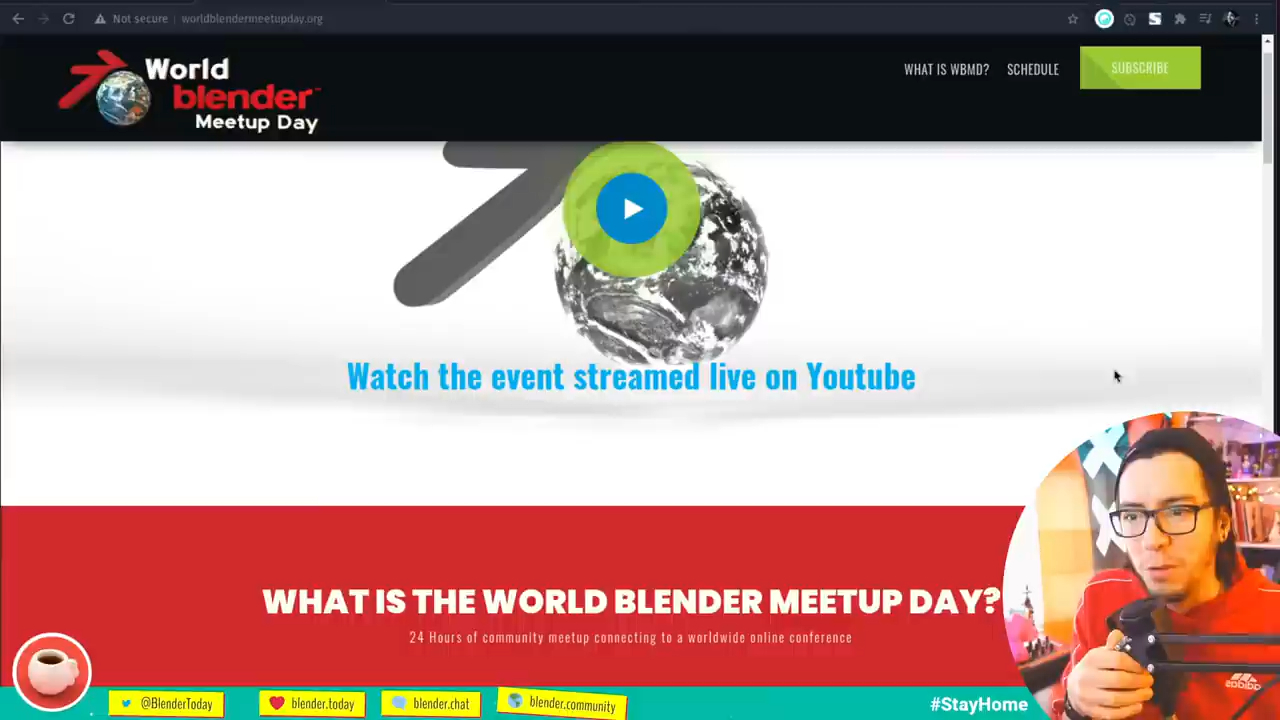 Not secure | worldblendermeetupday.org
World
blender
Meetup Day
WHAT IS WBMD?
SCHEDULE
SUBSCRIBE
Watch the event streamed live on Youtube
WHAT IS THE WORLD BLENDER MEETUP DAY?
24 Hours of community meetup connecting to a worldwide online conference
adidas
@BlenderToday
blender.today
blender.chat
blender.community
#StayHome